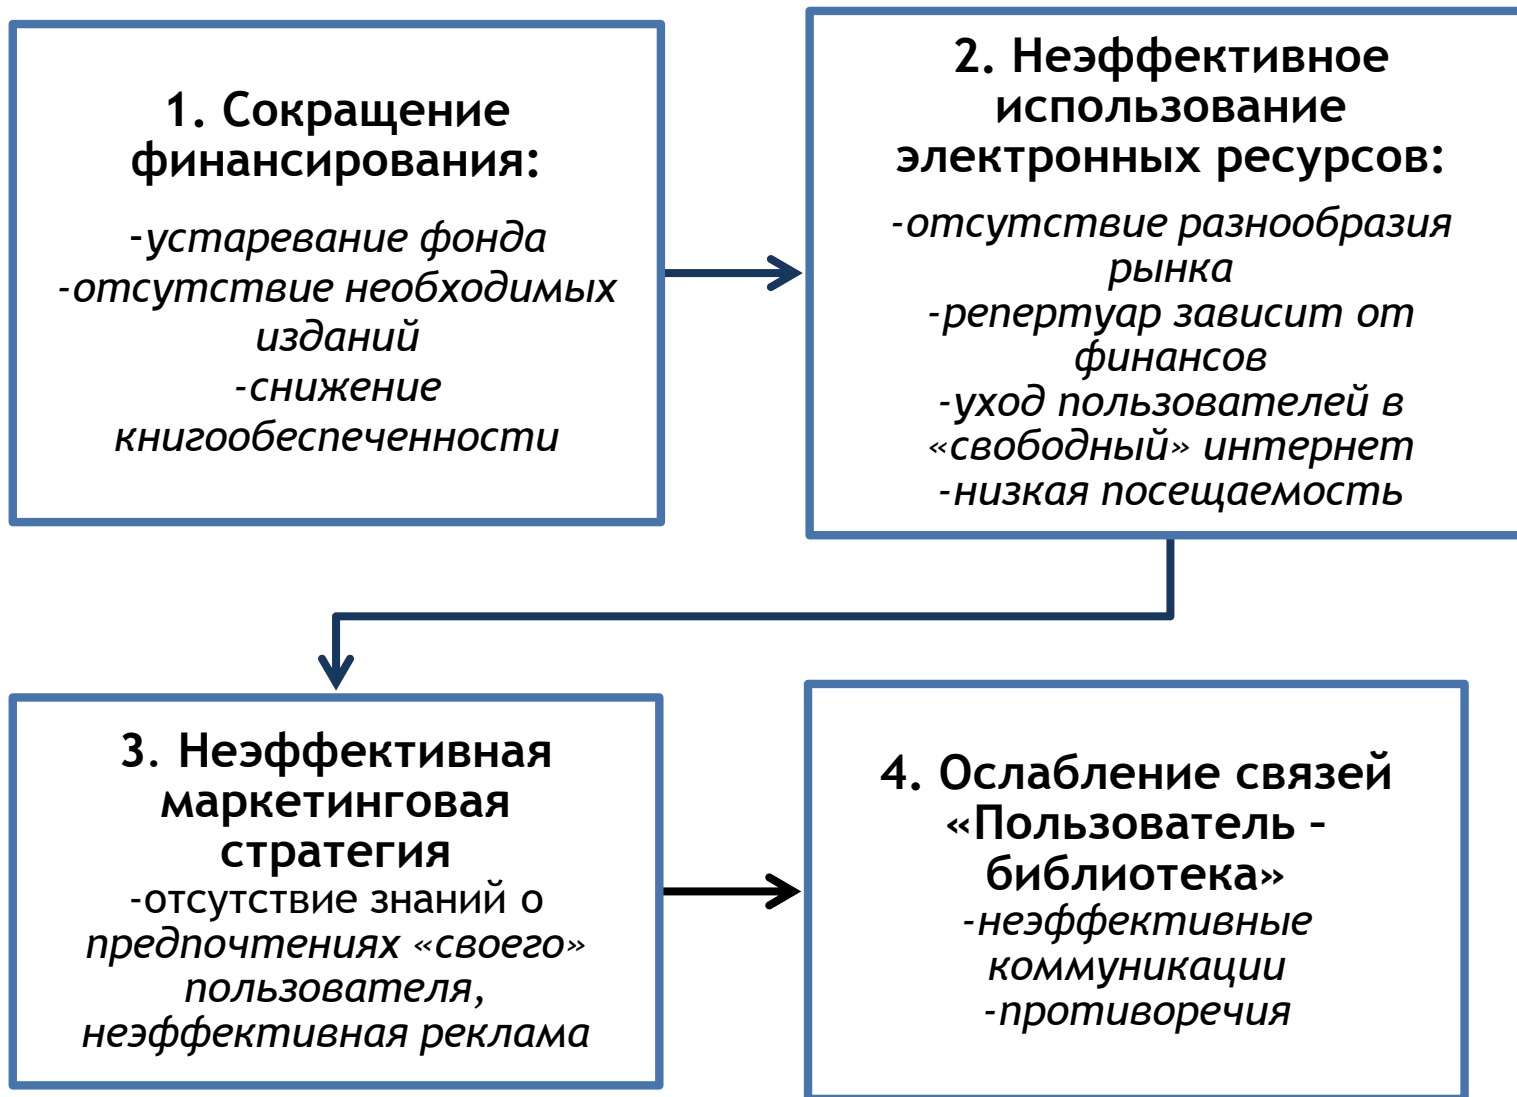 1. Сокращение
финансирования:
-устаревание фонда
-отсутствие необходимых
изданий
-снижение
книгообеспеченности
2. Неэффективное
использование
электронных ресурсов:
-отсутствие разнообразия
рынка
-репертуар зависит от
финансов
-уход пользователей в
«свободный» интернет
-низкая посещаемость
3. Неэффективная
маркетинговая
стратегия
-отсутствие знаний о
предпочтениях «своего»
пользователя,
неэффективная реклама
4. Ослабление связей
«Пользователь –
библиотека»
-неэффективные
коммуникации
-противоречия